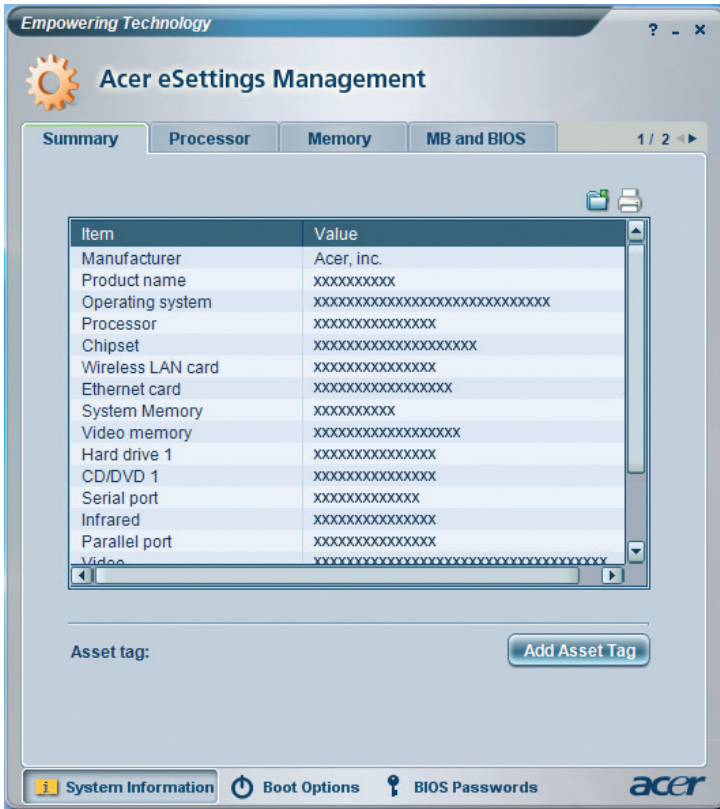 Empowering Technology
? - ×
Acer eSettings Management
Summary Processor Memory MB and BIOS 1 / 2
Item Value
Manufacturer Acer, inc.
Product name xxxxxxxxxx
Operating system xxxxxxxxxxxxxxxxxxxxxxxxxxxxx
Processor xxxxxxxxxxxxxxx
Chipset xxxxxxxxxxxxxxxxxxxx
Wireless LAN card xxxxxxxxxxxxxxx
Ethernet card xxxxxxxxxxxxxxxxx
System Memory xxxxxxxxxx
Video memory xxxxxxxxxxxxxxxxxx
Hard drive 1 xxxxxxxxxxxxxxx
CD/DVD 1 xxxxxxxxxxxxxxx
Serial port xxxxxxxxxxxxx
Infrared xxxxxxxxxxxxxxx
Parallel port xxxxxxxxxxxxxxx
Video xxxxxxxxxxxxxxxxxxxxxxxxxxxxxxxxxxxx
Asset tag: Add Asset Tag
i System Information Boot Options BIOS Passwords acer